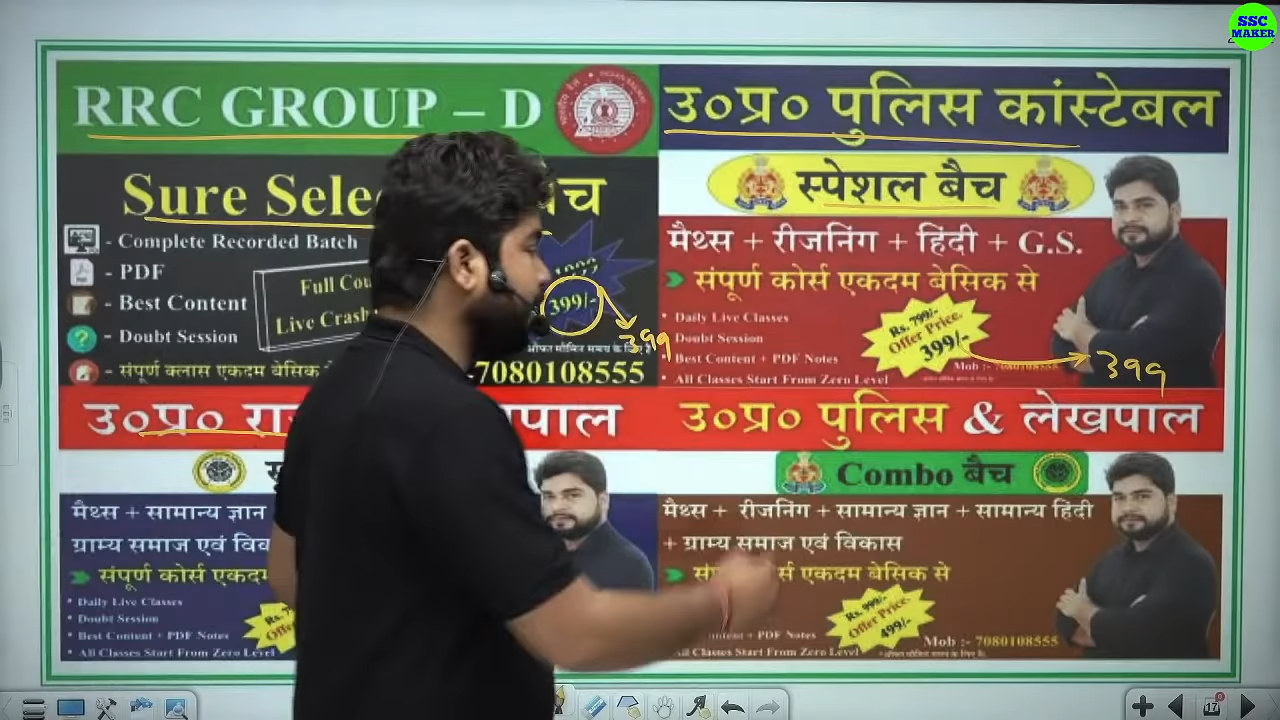 SSC
MAKER
RRC GROUP – D
Sure Sele
बैच
- Complete Recorded Batch
- PDF
- Best Content
- Doubt Session
- संपूर्ण क्लास एकदम बेसिक
Full
Live Crash
399/-
399
7080108555
उ०प्र० पुलिस कांस्टेबल
स्पेशल बैच
मैथ्स + रीजनिंग + हिंदी + G.S.
संपूर्ण कोर्स एकदम बेसिक से
* Daily Live Classes
Doubt Session
* Best Content + PDF Notes
* All Classes Start From Zero Level
Rs. 799/-
Offer Price.
399/-
399
Mob :- 7080108555
उ०प्र० पाल
मैथ्स + सामान्य ज्ञान
ग्राम्य समाज एवं
संपूर्ण कोर्स
* Daily Live Classes
* Doubt Session
* Best Content + PDF Notes
* All Classes Start From Zero Level
उ०प्र० पुलिस & लेखपाल
Combo बैच
मैथ्स + रीजनिंग + सामान्य ज्ञान + सामान्य हिंदी
+ ग्राम्य समाज एवं विकास
एकदम बेसिक से
+ PDF Notes
Classes Start From Zero Level
Rs. 999/-
Offer Price.
499/-
Mob :- 7080108555
17